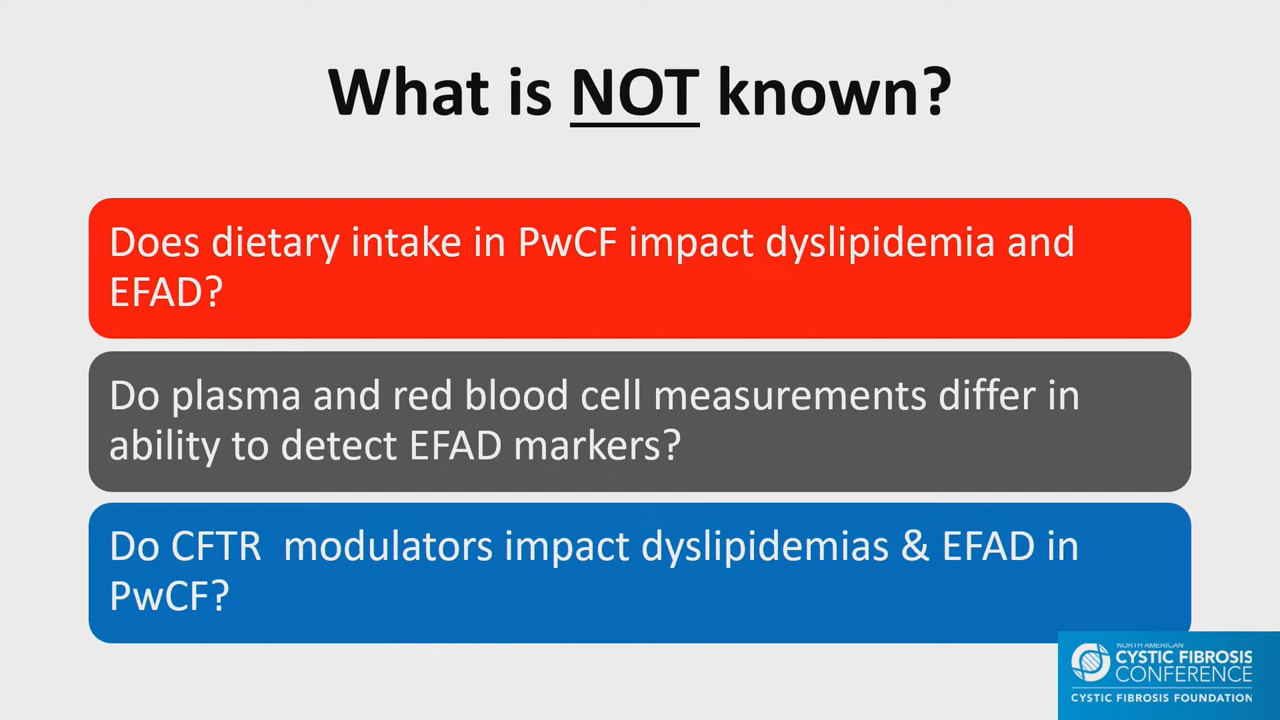 What is NOT known?
Does dietary intake in PwCF impact dyslipidemia and
EFAD?
Do plasma and red blood cell measurements differ in
ability to detect EFAD markers?
Do CFTR  modulators impact dyslipidemias & EFAD in
PwCF?
NORTH AMERICAN
CYSTIC FIBROSIS
CONFERENCE
CYSTIC FIBROSIS FOUNDATION